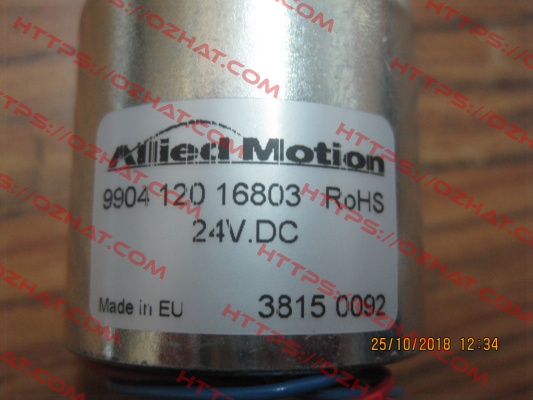 Allied Motion
9904 120 16803 RoHS
24V.DC
Made in EU 3815 0092
25/10/2018 12:34
HTTPS://OZHAT.COM